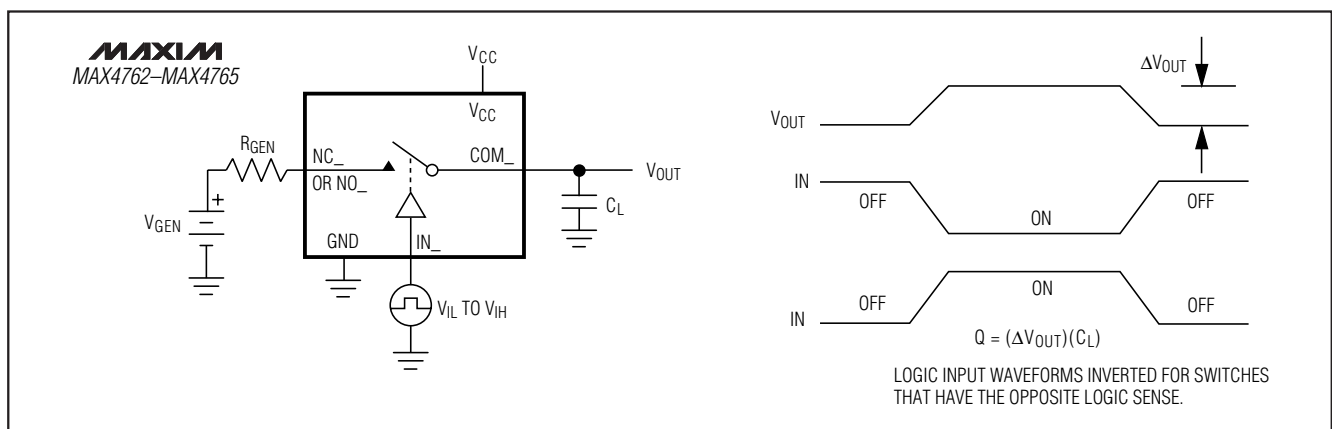 MAXIM
MAX4762–MAX4765
VCC
VCC
RGEN
NC_
OR NO_
COM_
VOUT
CL
+
VGEN
GND
IN_
VIL TO VIH
ΔVOUT
VOUT
IN
OFF
ON
OFF
IN
OFF
ON
OFF
Q = (ΔVOUT)(CL)
LOGIC INPUT WAVEFORMS INVERTED FOR SWITCHES
THAT HAVE THE OPPOSITE LOGIC SENSE.